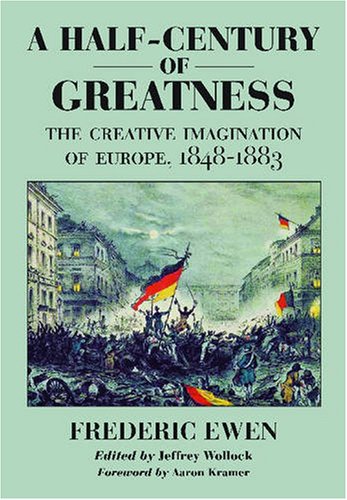 A HALF-CENTURY
OF
GREATNESS
THE CREATIVE IMAGINATION
OF EUROPE, 1848-1883
FREDERIC EWEN
Edited by Jeffrey Wollock
Foreword by Aaron Kramer